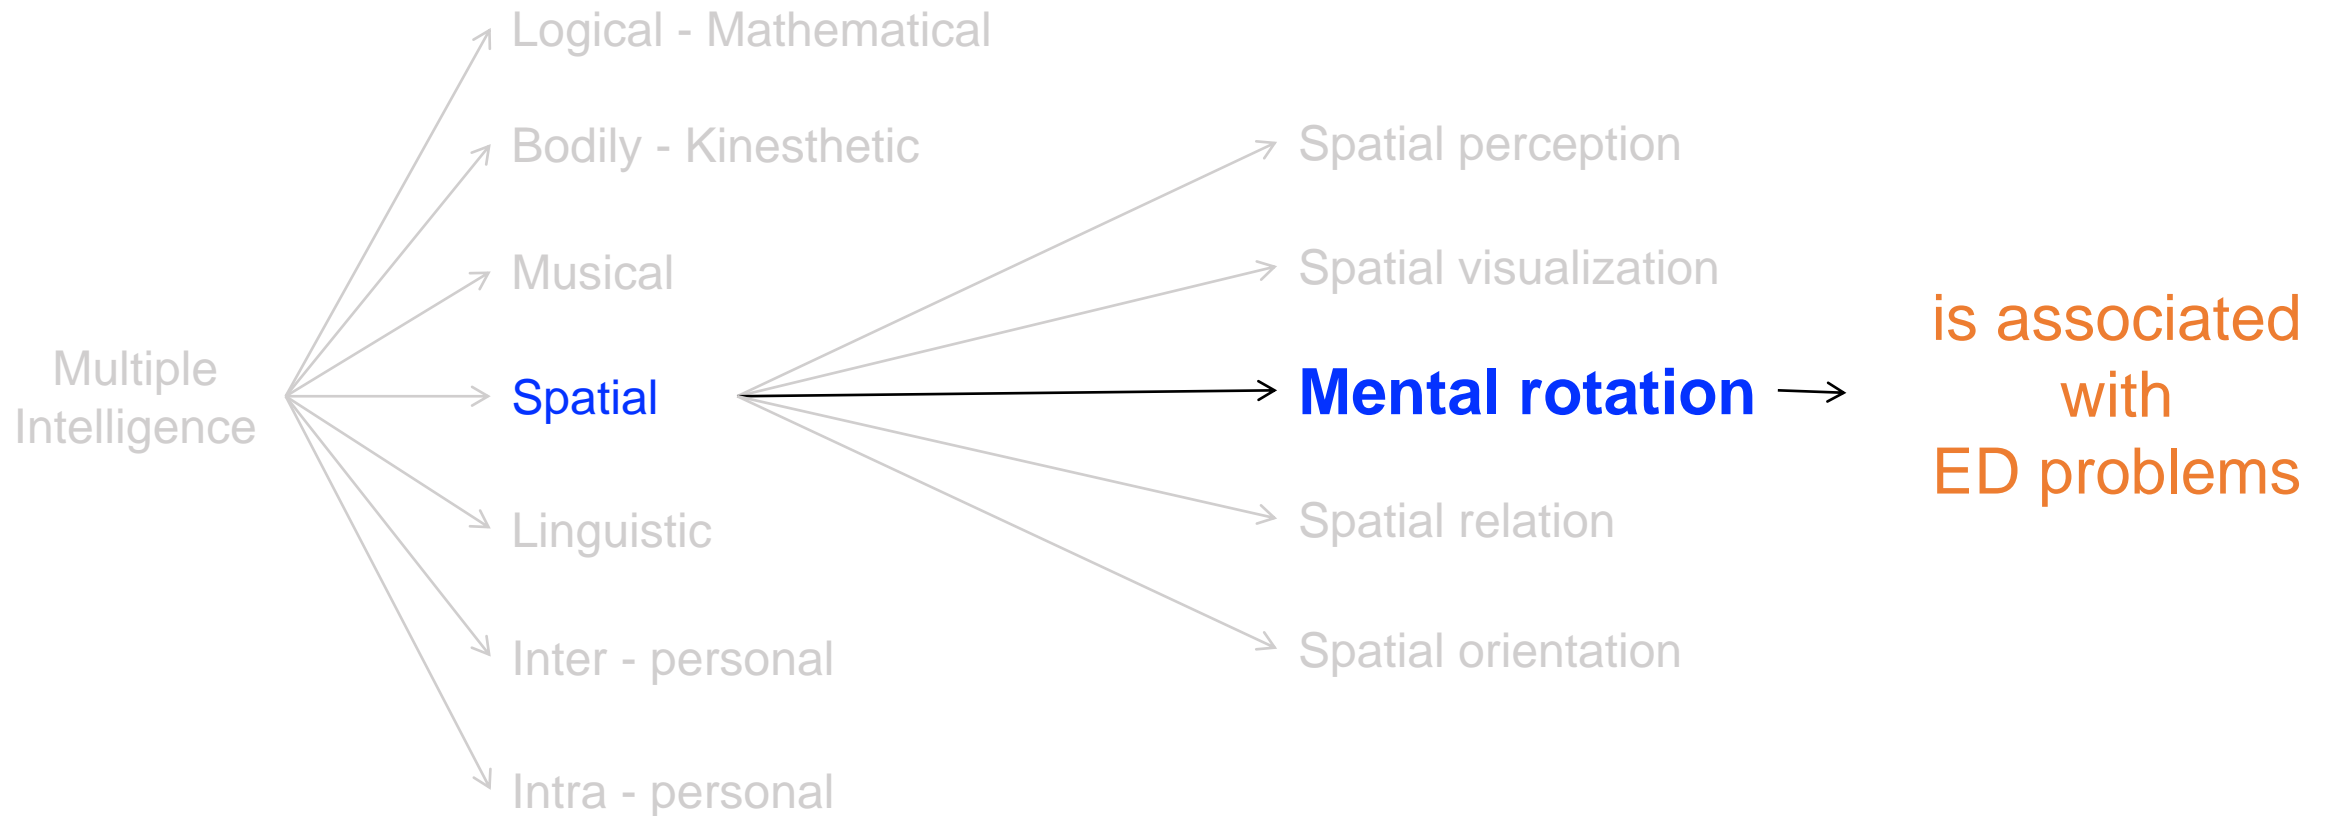 Multiple
Intelligence
Logical - Mathematical
Bodily - Kinesthetic
Musical
Spatial
Linguistic
Inter - personal
Intra - personal
Spatial perception
Spatial visualization
Mental rotation
Spatial relation
Spatial orientation
is associated
with
ED problems